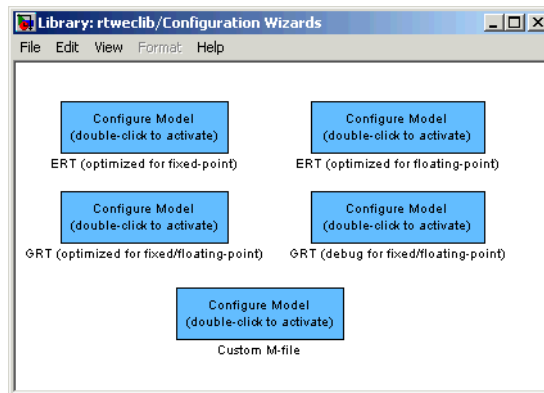 Library: rtweclib/Configuration Wizards
File Edit View Format Help
Configure Model
(double-click to activate)
ERT (optimized for fixed-point)
Configure Model
(double-click to activate)
ERT (optimized for floating-point)
Configure Model
(double-click to activate)
GRT (optimized for fixed/floating-point)
Configure Model
(double-click to activate)
GRT (debug for fixed/floating-point)
Configure Model
(double-click to activate)
Custom M-file